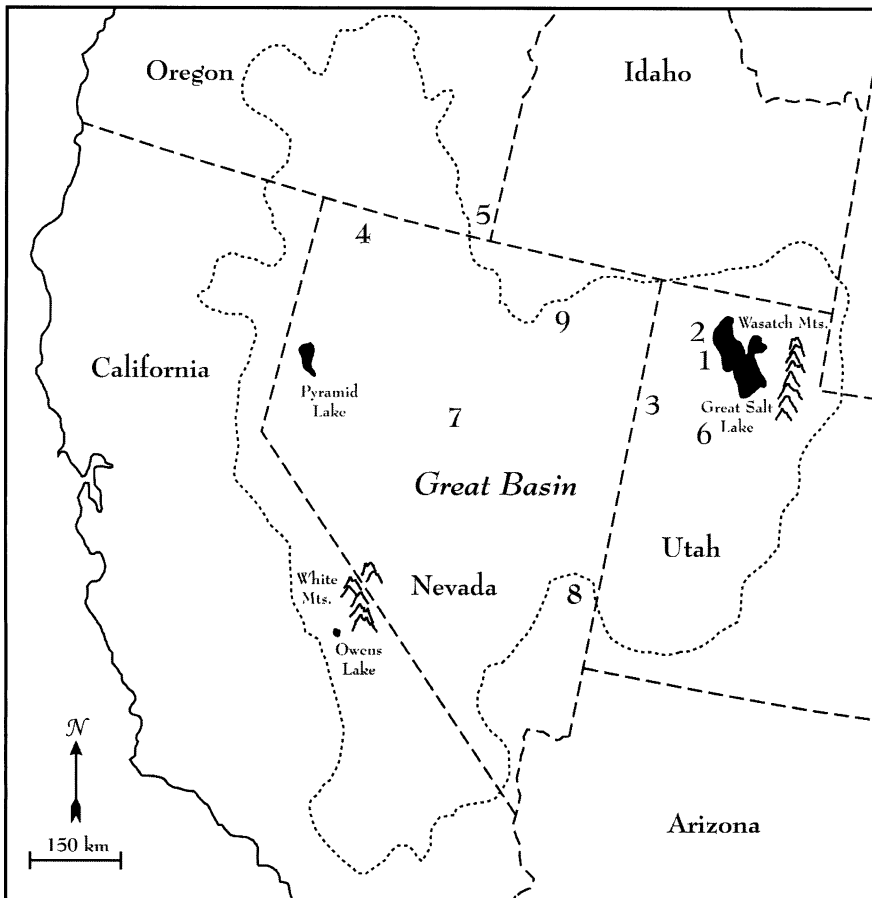 Oregon
Idaho
5
4
9
2
Wasatch Mts.
1
California
Pyramid
Lake
7
3
Great Salt
Lake
6
Great Basin
Utah
White
Mts.
Nevada
8
Owens
Lake
N
150 km
Arizona